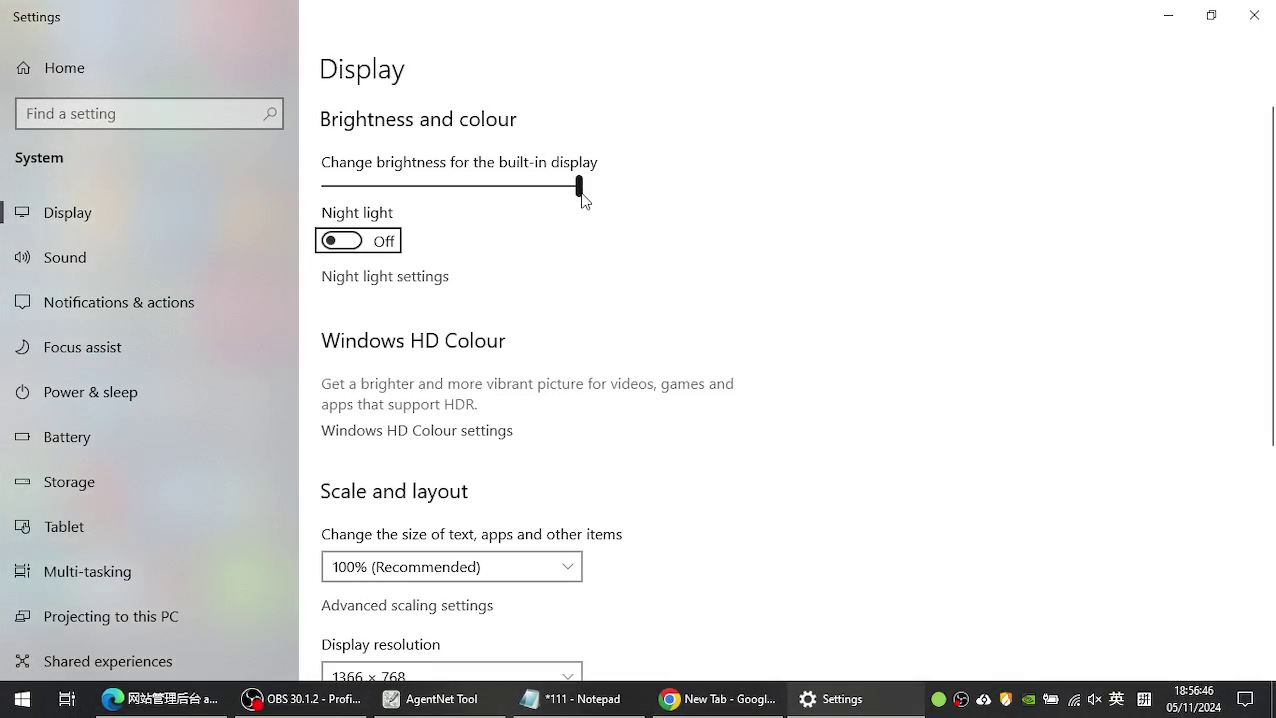 Settings
Home
Find a setting
System
Display
Sound
Notifications & actions
Focus assist
Power & sleep
Battery
Storage
Tablet
Multi-tasking
Projecting to this PC
Shared experiences
Display
Brightness and colour
Change brightness for the built-in display
Night light
Off
Night light settings
Windows HD Colour
Get a brighter and more vibrant picture for videos, games and
apps that support HDR.
Windows HD Colour settings
Scale and layout
Change the size of text, apps and other items
100% (Recommended)
Advanced scaling settings
Display resolution
1366 × 768
网站管理后台 - a...
OBS 30.1.2 - Profi...
AgentNet Tool
*111 - Notepad
New Tab - Googl...
Settings
英
拼
18:56:46
05/11/2024